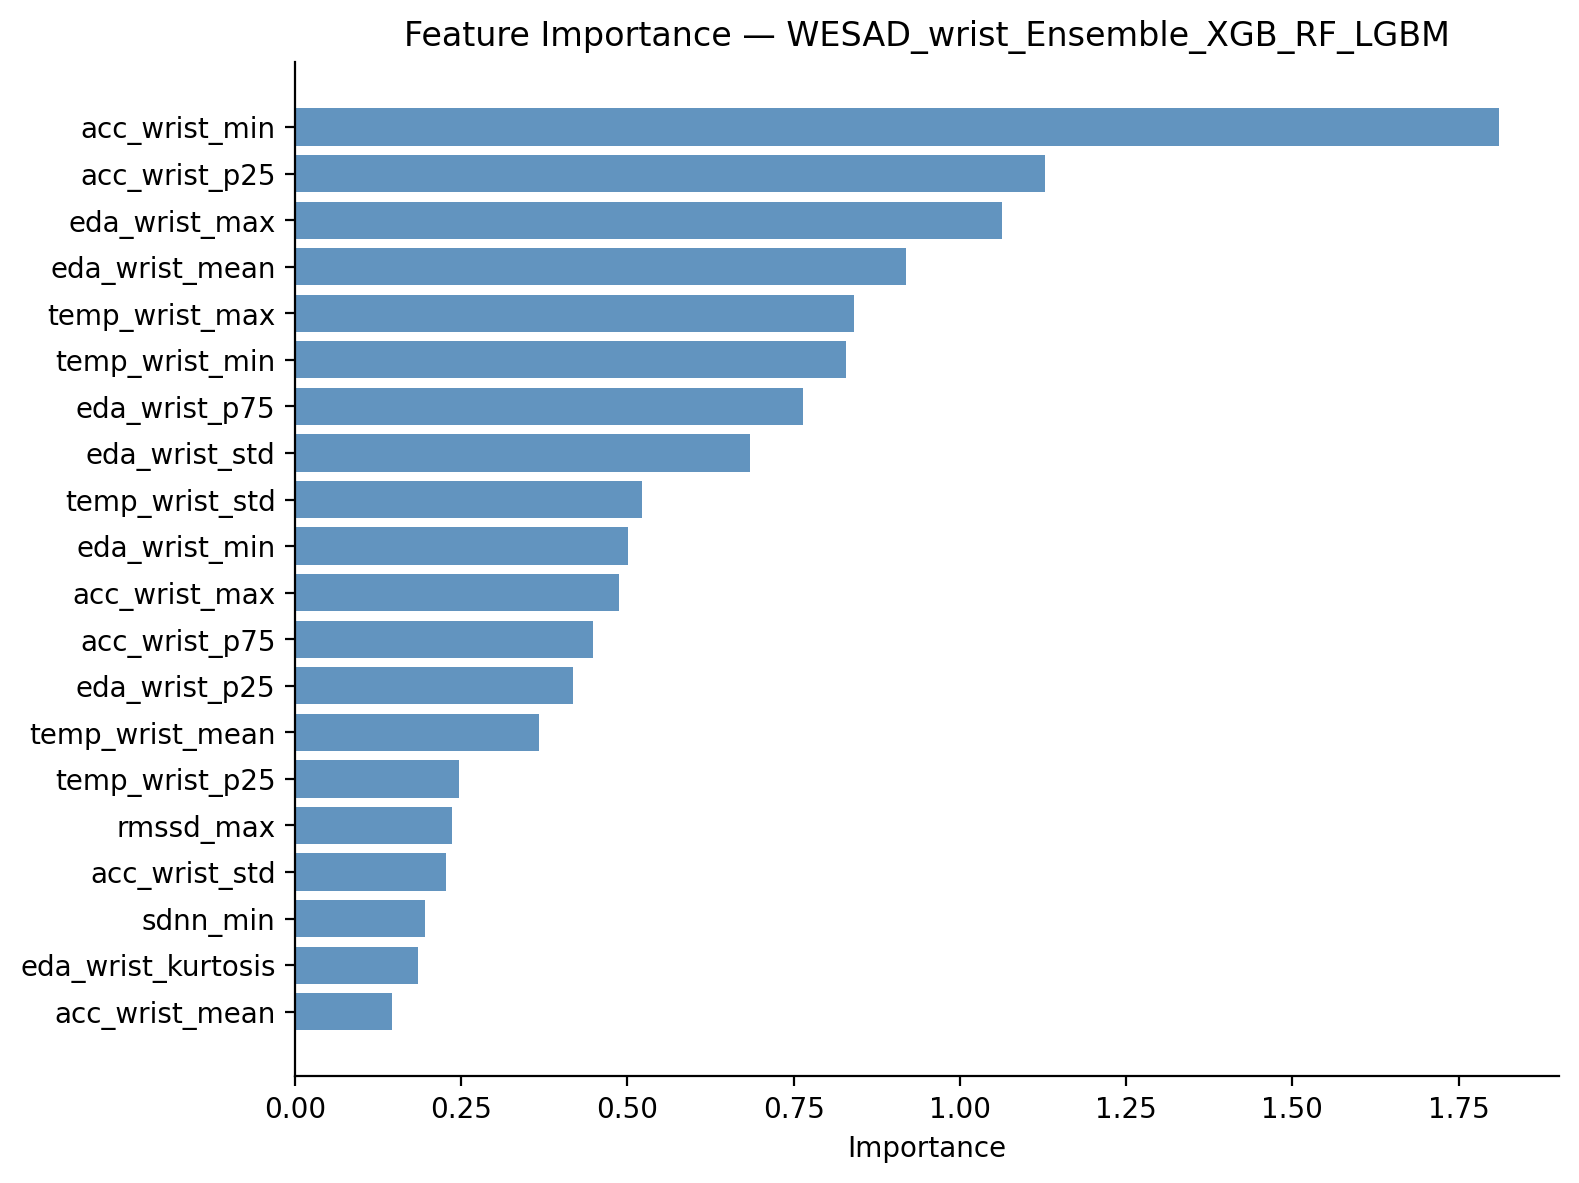 Feature Importance — WESAD_wrist_Ensemble_XGB_RF_LGBM
acc_wrist_min
acc_wrist_p25
eda_wrist_max
eda_wrist_mean
temp_wrist_max
temp_wrist_min
eda_wrist_p75
eda_wrist_std
temp_wrist_std
eda_wrist_min
acc_wrist_max
acc_wrist_p75
eda_wrist_p25
temp_wrist_mean
temp_wrist_p25
rmssd_max
acc_wrist_std
sdnn_min
eda_wrist_kurtosis
acc_wrist_mean
0.00 0.25 0.50 0.75 1.00 1.25 1.50 1.75
Importance